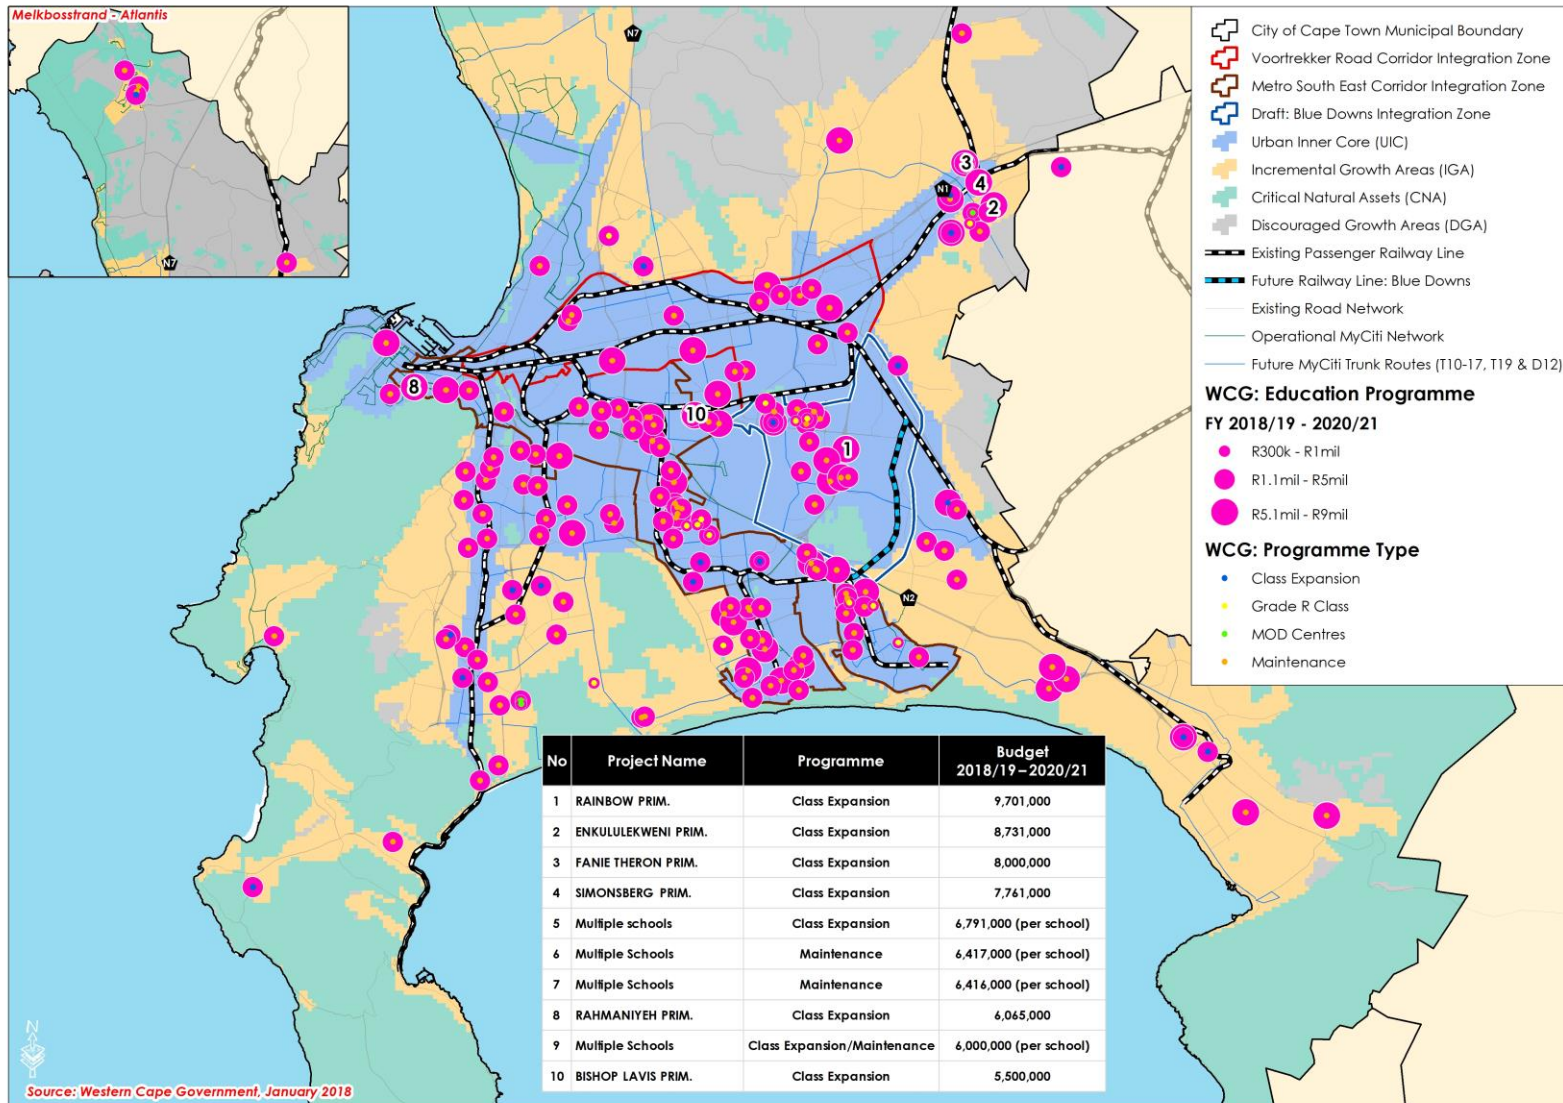 Melkbosstrand - Atlantis
N7
N7
N1
N2
3
4
2
8
10
1
City of Cape Town Municipal Boundary
Voortrekker Road Corridor Integration Zone
Metro South East Corridor Integration Zone
Draft: Blue Downs Integration Zone
Urban Inner Core (UIC)
Incremental Growth Areas (IGA)
Critical Natural Assets (CNA)
Discouraged Growth Areas (DGA)
Existing Passenger Railway Line
Future Railway Line: Blue Downs
Existing Road Network
Operational MyCiti Network
Future MyCiti Trunk Routes (T10-17, T19 & D12)
WCG: Education Programme
FY 2018/19 - 2020/21
R300k - R1mil
R1.1mil - R5mil
R5.1mil - R9mil
WCG: Programme Type
Class Expansion
Grade R Class
MOD Centres
Maintenance
No Project Name Programme Budget 2018/19–2020/21
1 RAINBOW PRIM. Class Expansion 9,701,000
2 ENKULULEKWENI PRIM. Class Expansion 8,731,000
3 FANIE THERON PRIM. Class Expansion 8,000,000
4 SIMONSBERG PRIM. Class Expansion 7,761,000
5 Multiple schools Class Expansion 6,791,000 (per school)
6 Multiple Schools Maintenance 6,417,000 (per school)
7 Multiple Schools Maintenance 6,416,000 (per school)
8 RAHMANIYEH PRIM. Class Expansion 6,065,000
9 Multiple Schools Class Expansion/Maintenance 6,000,000 (per school)
10 BISHOP LAVIS PRIM. Class Expansion 5,500,000
N
Source: Western Cape Government, January 2018